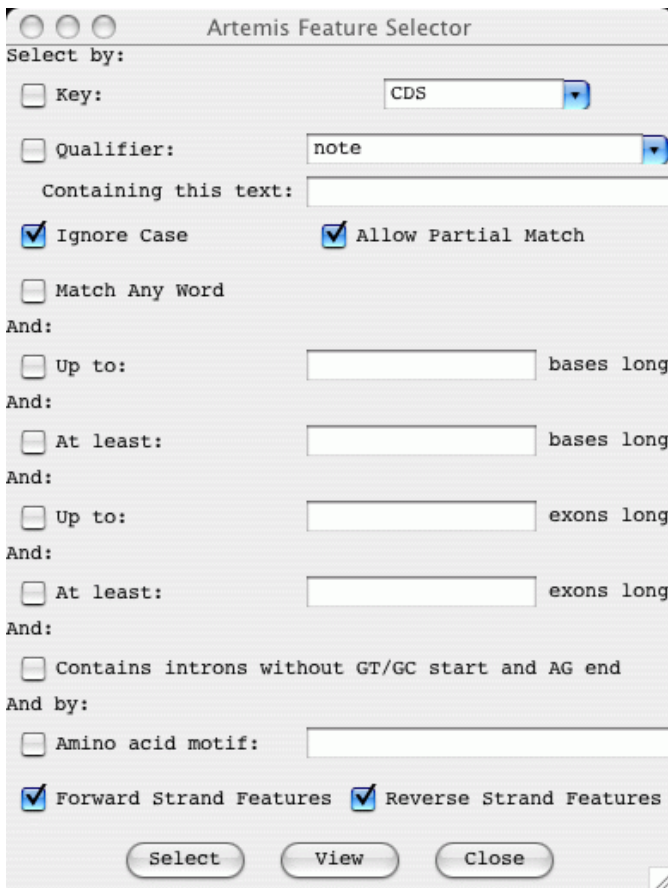 Artemis Feature Selector
Select by:
Key: CDS
Qualifier: note
Containing this text:
Ignore Case Allow Partial Match
Match Any Word
And:
Up to: bases long
And:
At least: bases long
And:
Up to: exons long
And:
At least: exons long
And:
Contains introns without GT/GC start and AG end
And by:
Amino acid motif:
Forward Strand Features Reverse Strand Features
Select View Close